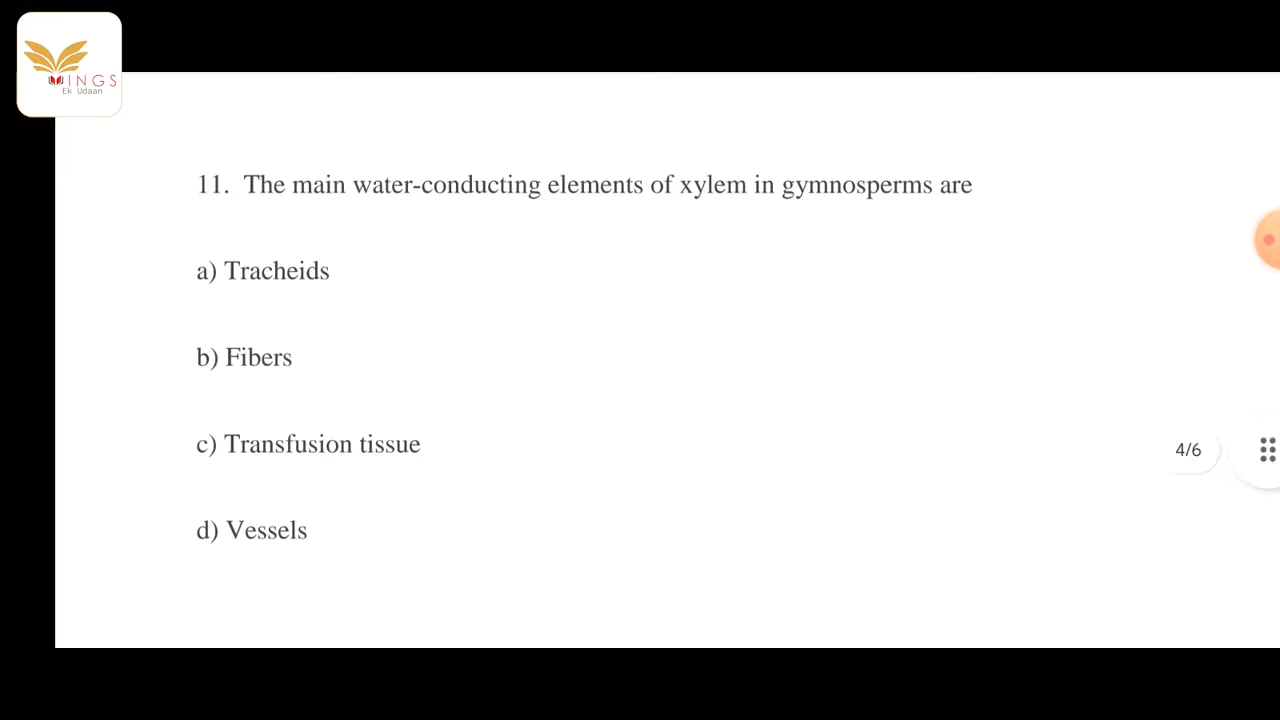 WINGS
Ek Udaan
11. The main water-conducting elements of xylem in gymnosperms are
a) Tracheids
b) Fibers
c) Transfusion tissue
4/6
d) Vessels